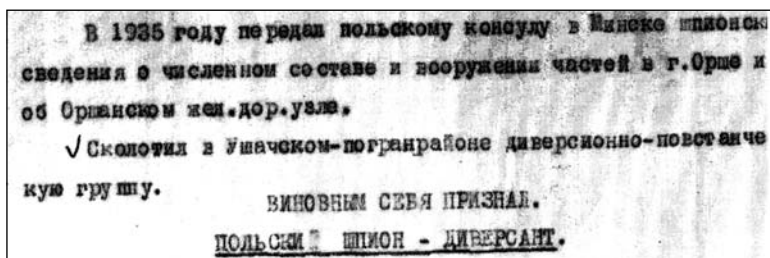 В 1935 году передал польскому консулу в Минске шпионск
сведения о численном составе и вооружении частей в г.Орше и
об Оршанском жел.дор.узле.
√ Сколотил в Ушачском-погранрайоне диверсионно-повстанче
кую группу.
ВИНОВНЫМ СЕБЯ ПРИЗНАЛ.
ПОЛЬСКИЙ ШПИОН - ДИВЕРСАНТ.